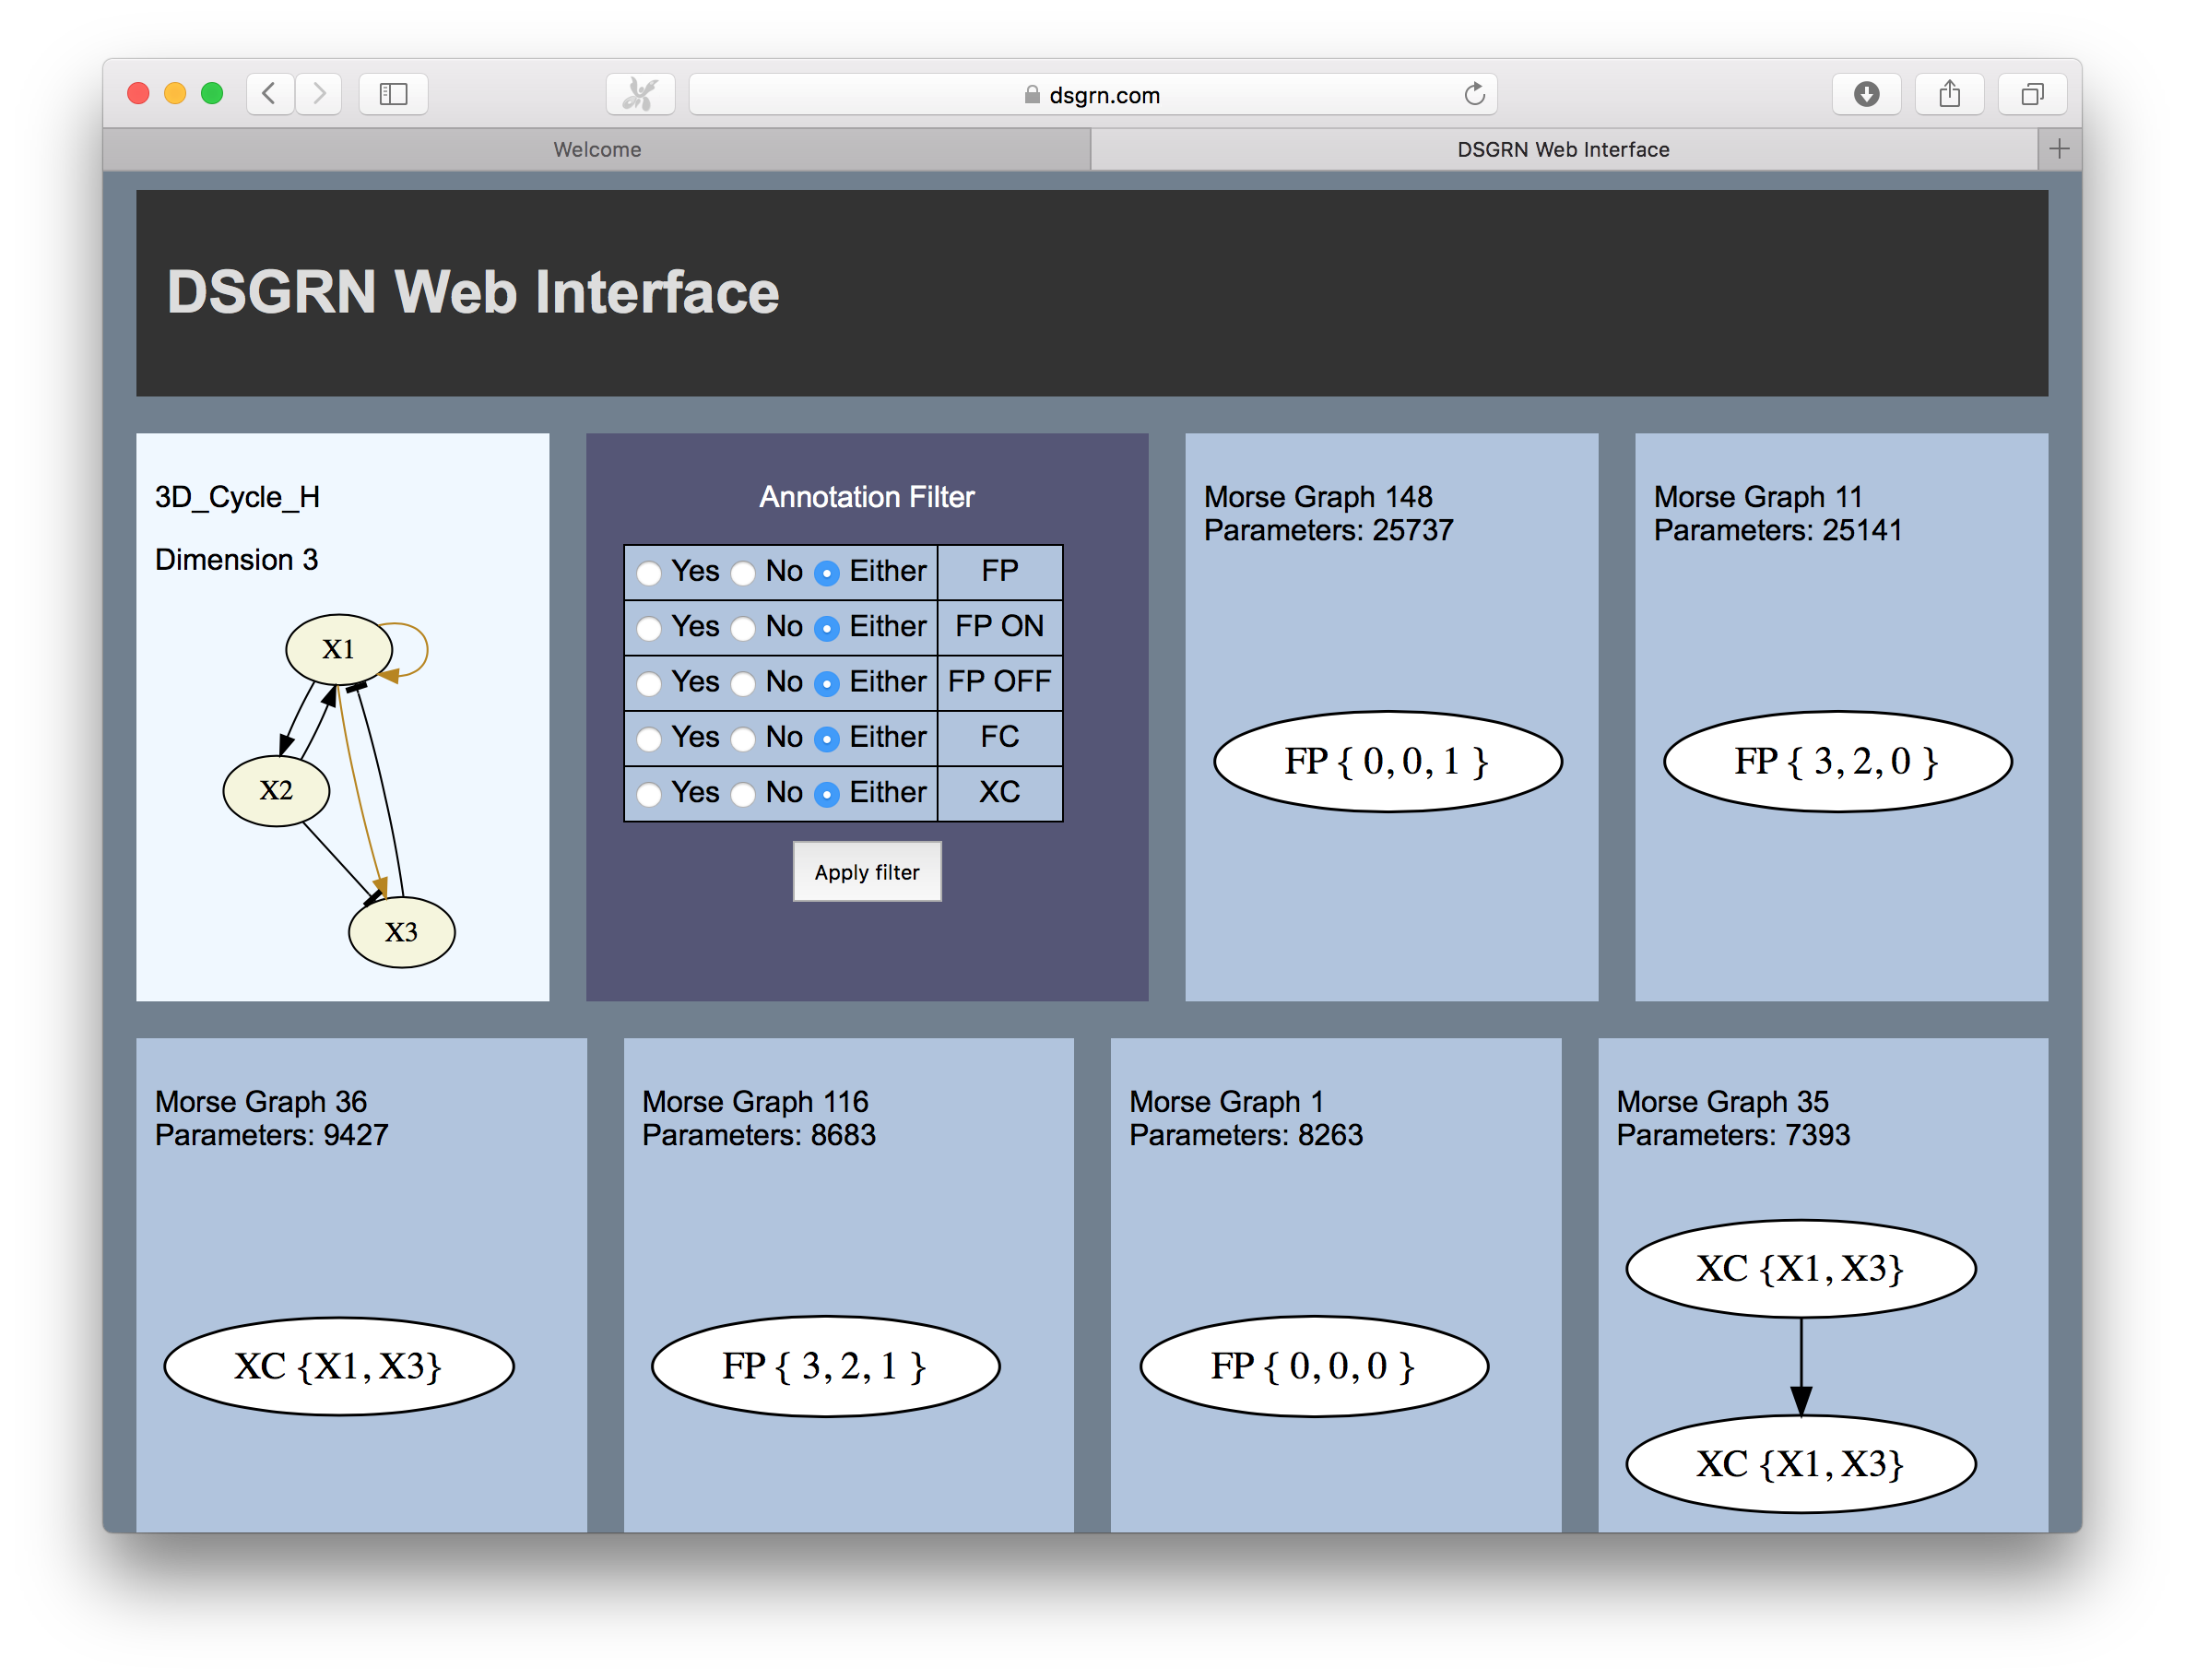 dsgrn.com
Welcome
DSGRN Web Interface
DSGRN Web Interface
3D_Cycle_H
Dimension 3
X1
X2
X3
Annotation Filter
Yes No Either FP
Yes No Either FP ON
Yes No Either FP OFF
Yes No Either FC
Yes No Either XC
Apply filter
Morse Graph 148
Parameters: 25737
FP { 0, 0, 1 }
Morse Graph 11
Parameters: 25141
FP { 3, 2, 0 }
Morse Graph 36
Parameters: 9427
XC {X1, X3}
Morse Graph 116
Parameters: 8683
FP { 3, 2, 1 }
Morse Graph 1
Parameters: 8263
FP { 0, 0, 0 }
Morse Graph 35
Parameters: 7393
XC {X1, X3}
XC {X1, X3}